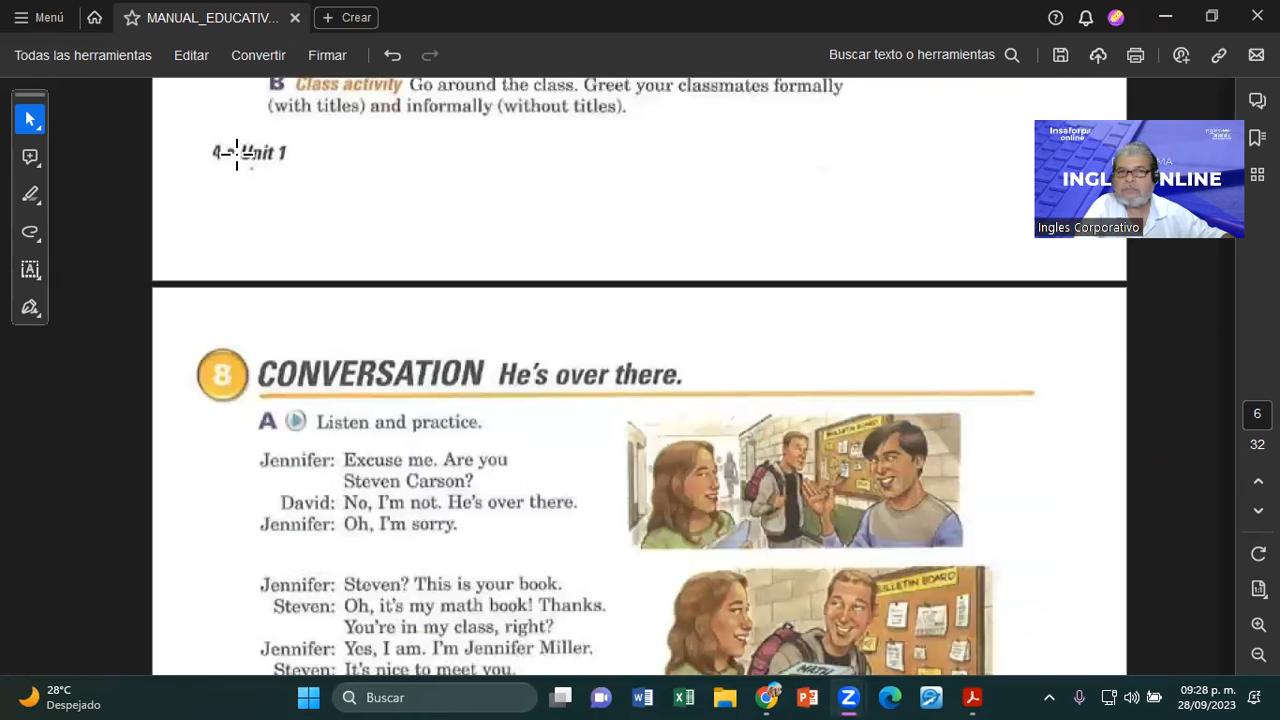 Menú
MANUAL_EDUCATIV...
Crear
Todas las herramientas
Editar
Convertir
Firmar
Buscar texto o herramientas
B Class activity Go around the class. Greet your classmates formally
(with titles) and informally (without titles).
Unit 1
Insaforp
online
INGL
NLINE
Ingles Corporativo
8 CONVERSATION He's over there.
A Listen and practice.
Jennifer: Excuse me. Are you
Steven Carson?
David: No, I'm not. He's over there.
Jennifer: Oh, I'm sorry.
BULLETIN BOARD
Jennifer: Steven? This is your book.
Steven: Oh, it's my math book! Thanks.
You're in my class, right?
Jennifer: Yes, I am. I'm Jennifer Miller.
Steven: It's nice to meet you.
BULLETIN BOARD
MATH
6
32
28°C
Despejado
Buscar
09:28 p. m.
28/09/2023